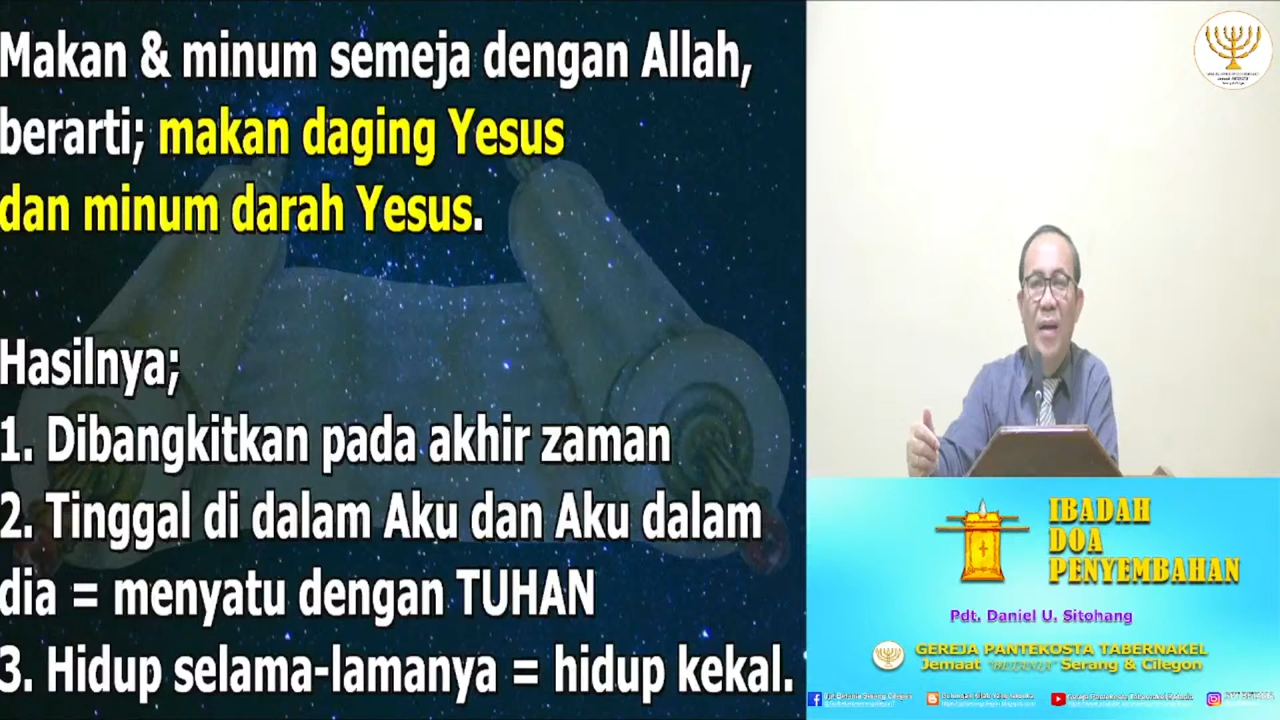 Makan & minum semeja dengan Allah,
berarti; makan daging Yesus
dan minum darah Yesus.
Hasilnya;
1. Dibangkitkan pada akhir zaman
2. Tinggal di dalam Aku dan Aku dalam
dia = menyatu dengan TUHAN
3. Hidup selama-lamanya = hidup kekal.
IBADAH
DOA
PENYEMBAHAN
Pdt. Daniel U. Sitohang
GEREJA PANTEKOSTA TABERNAKEL
Jemaat "BETANIA" Serang & Cilegon